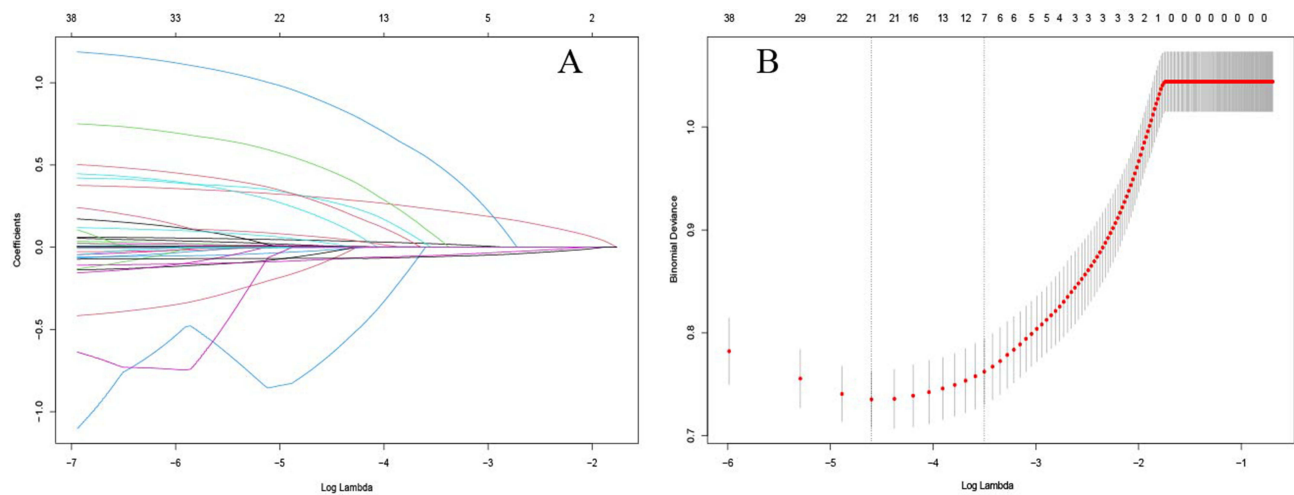 38 33 22 13 5 2
A
Coefficients
1.0
0.5
0.0
−0.5
−1.0
−7 −6 −5 −4 −3 −2
Log Lambda
38 29 22 21 21 16 13 12 7 6 6 5 5 4 3 3 3 3 3 2 1 0 0 0 0 0 0 0 0
B
Binomial Deviance
1.0
0.9
0.8
0.7
−6 −5 −4 −3 −2 −1
Log Lambda